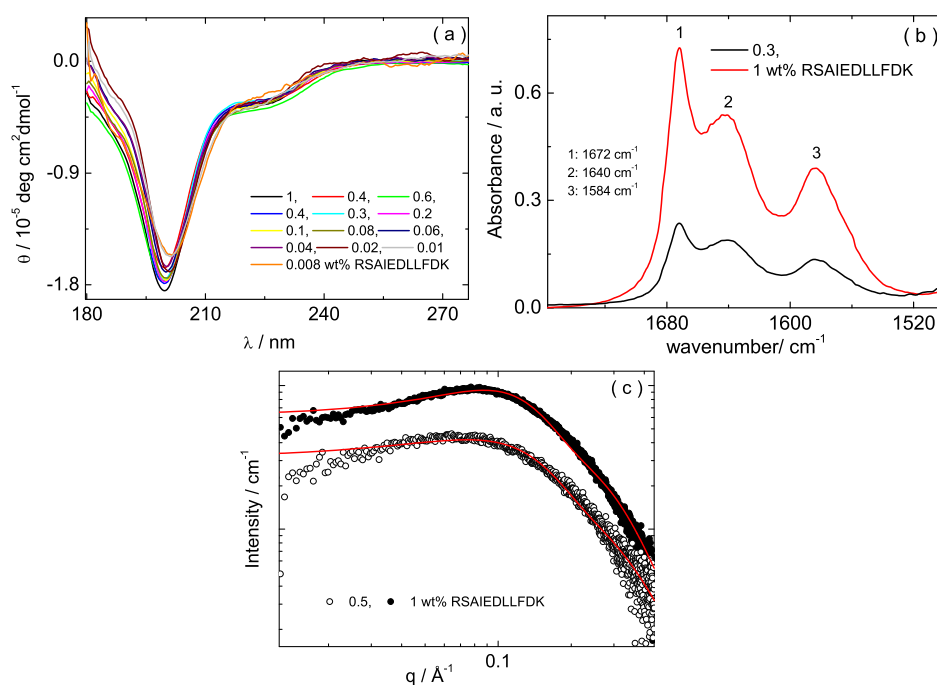 ( a )
0.0
-0.9
-1.8
θ / 10⁻⁵ deg cm²dmol⁻¹
1, 0.4, 0.6,
0.4, 0.3, 0.2
0.1, 0.08, 0.06,
0.04, 0.02, 0.01
0.008 wt% RSAIEDLLFDK
180 210 240 270
λ / nm
( b )
1
2
3
0.3,
1 wt% RSAIEDLLFDK
1: 1672 cm⁻¹
2: 1640 cm⁻¹
3: 1584 cm⁻¹
0.6
0.3
0.0
Absorbance / a. u.
1680 1600 1520
wavenumber/ cm⁻¹
( c )
Intensity / cm⁻¹
0.5, 1 wt% RSAIEDLLFDK
0.1
q / Å⁻¹